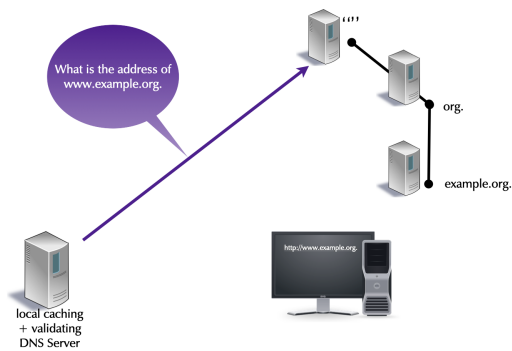 “”
What is the address of
www.example.org.
org.
example.org.
http://www.example.org.
local caching
+ validating
DNS Server